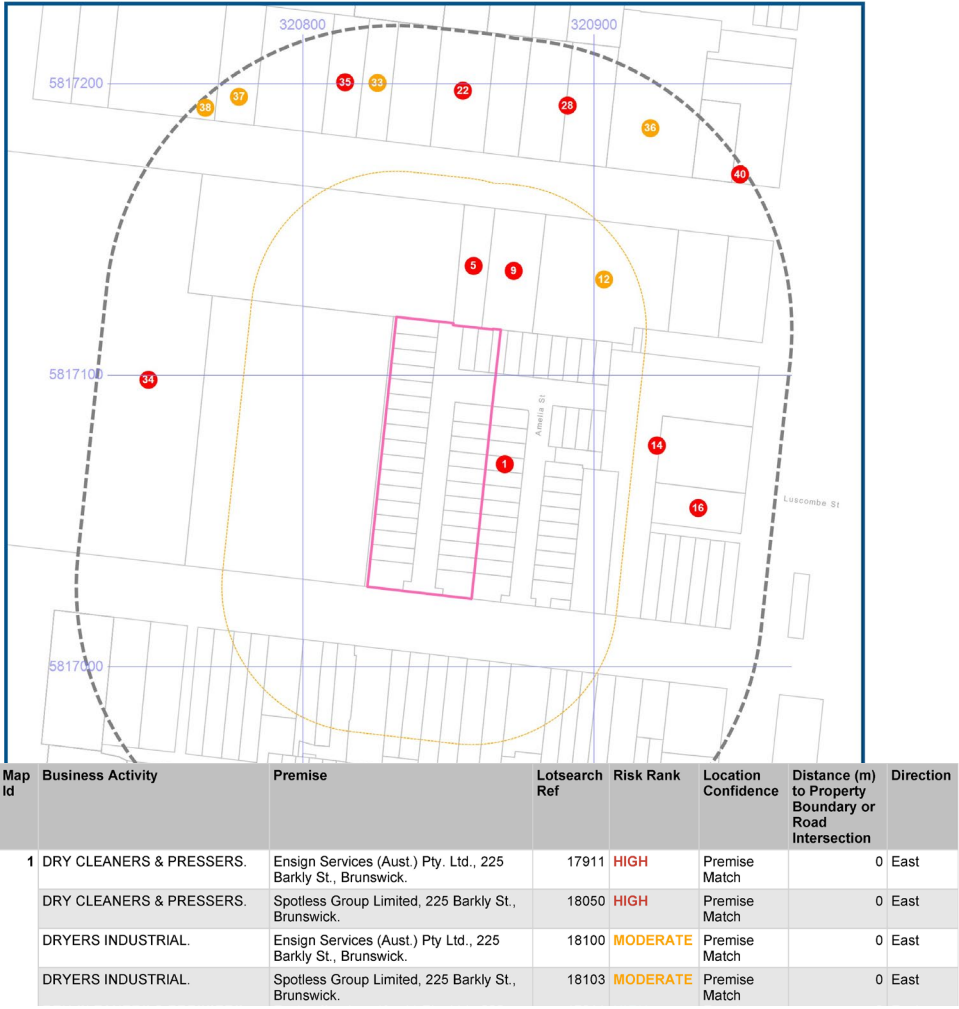 320800
320900
5817200
35
33
22
28
37
38
36
40
5
9
12
5817100
34
Amelia St
14
1
16
Luscombe St
5817000
Map Id
Business Activity
Premise
Lotsearch Ref
Risk Rank
Location Confidence
Distance (m) to Property Boundary or Road Intersection
Direction
1 DRY CLEANERS & PRESSERS. Ensign Services (Aust.) Pty. Ltd., 225 17911 HIGH Premise 0 East
Barkly St., Brunswick. Match
DRY CLEANERS & PRESSERS. Spotless Group Limited, 225 Barkly St., 18050 HIGH Premise 0 East
Brunswick. Match
DRYERS INDUSTRIAL. Ensign Services (Aust.) Pty Ltd., 225 18100 MODERATE Premise 0 East
Barkly St., Brunswick. Match
DRYERS INDUSTRIAL. Spotless Group Limited, 225 Barkly St., 18103 MODERATE Premise 0 East
Brunswick. Match